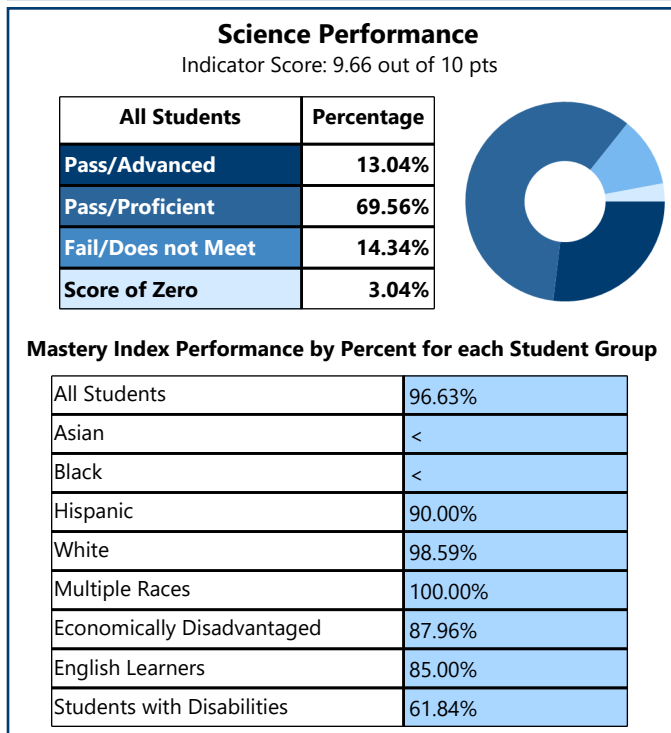 Science Performance
Indicator Score: 9.66 out of 10 pts
All Students Percentage
Pass/Advanced 13.04%
Pass/Proficient 69.56%
Fail/Does not Meet 14.34%
Score of Zero 3.04%
Mastery Index Performance by Percent for each Student Group
All Students 96.63%
Asian <
Black <
Hispanic 90.00%
White 98.59%
Multiple Races 100.00%
Economically Disadvantaged 87.96%
English Learners 85.00%
Students with Disabilities 61.84%